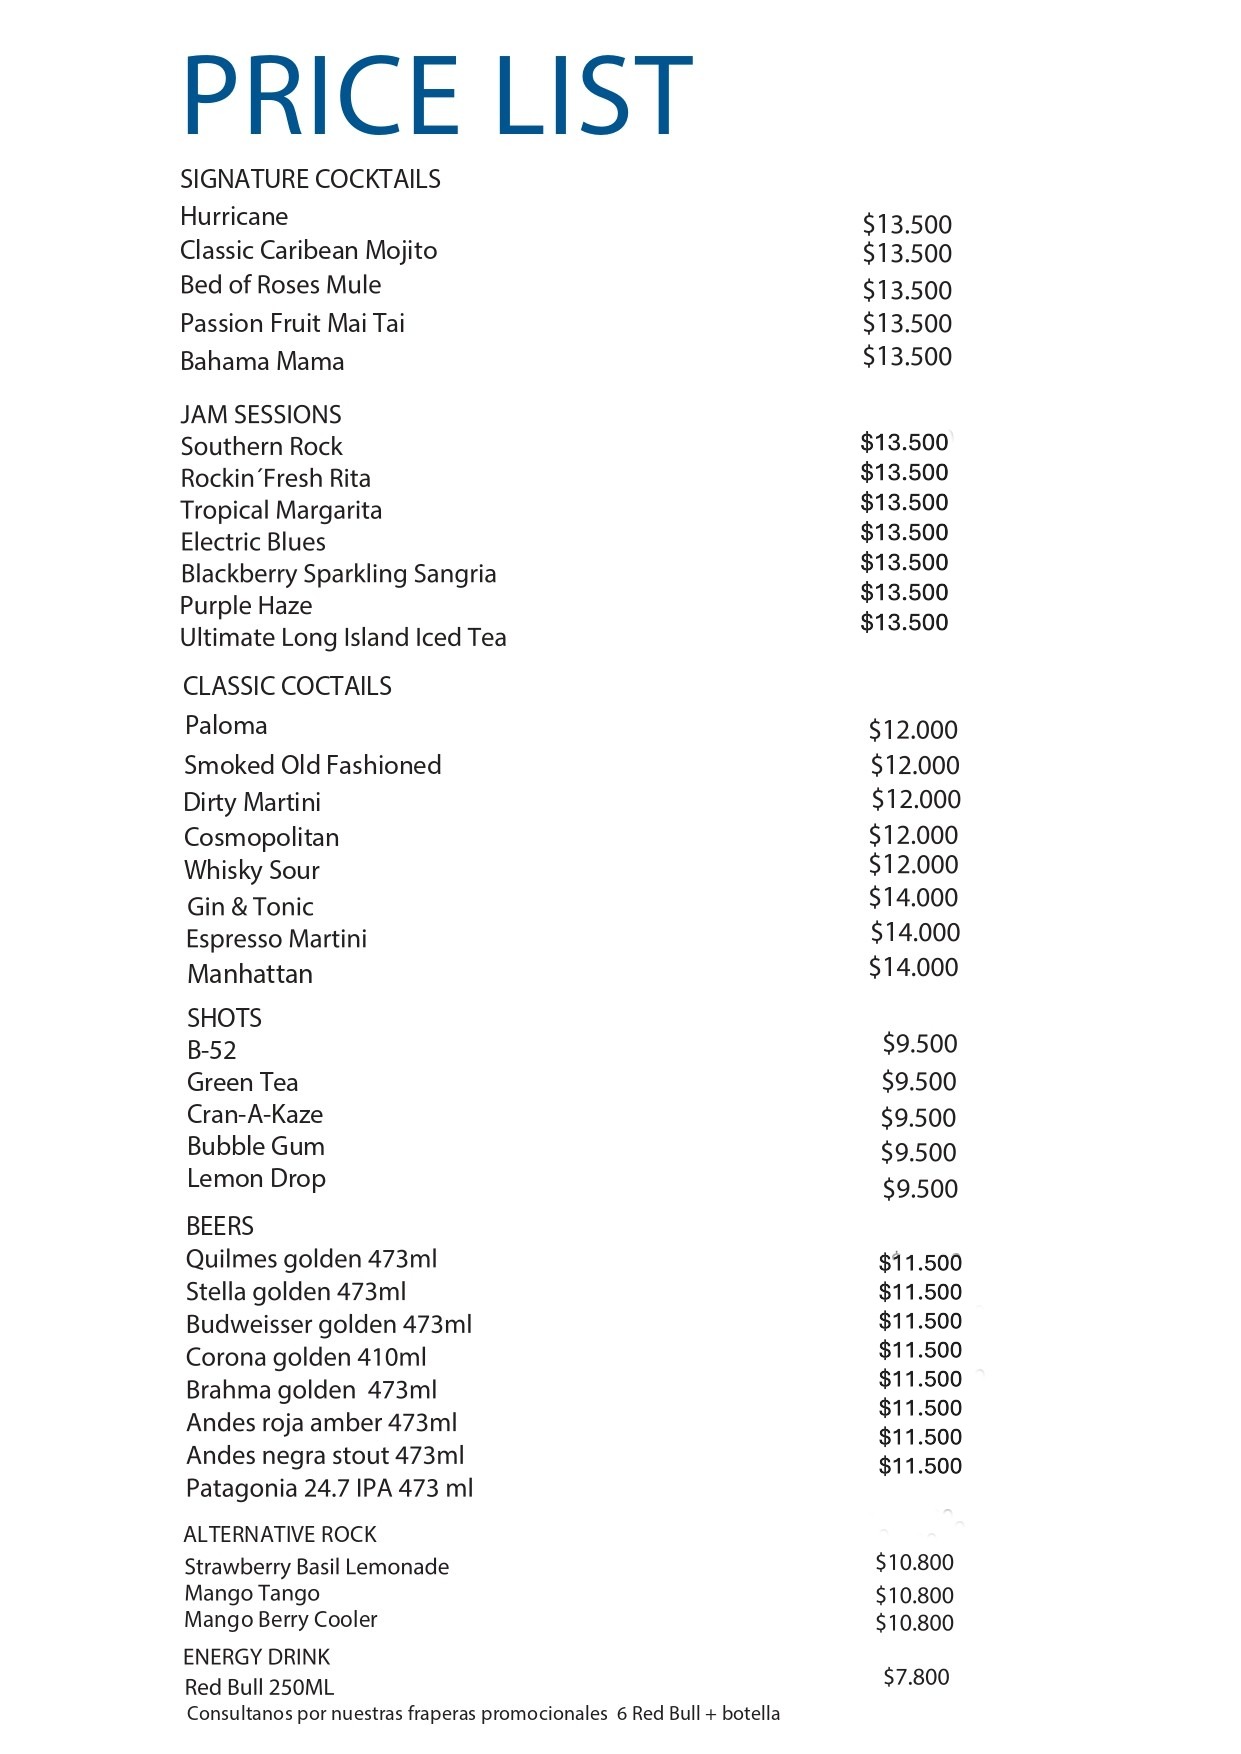 PRICE LIST
SIGNATURE COCKTAILS
Hurricane $13.500
Classic Caribean Mojito $13.500
Bed of Roses Mule $13.500
Passion Fruit Mai Tai $13.500
Bahama Mama $13.500
JAM SESSIONS
Southern Rock $13.500
Rockin´Fresh Rita $13.500
Tropical Margarita $13.500
Electric Blues $13.500
Blackberry Sparkling Sangria $13.500
Purple Haze $13.500
Ultimate Long Island Iced Tea $13.500
CLASSIC COCTAILS
Paloma $12.000
Smoked Old Fashioned $12.000
Dirty Martini $12.000
Cosmopolitan $12.000
Whisky Sour $12.000
Gin & Tonic $14.000
Espresso Martini $14.000
Manhattan $14.000
SHOTS
B-52 $9.500
Green Tea $9.500
Cran-A-Kaze $9.500
Bubble Gum $9.500
Lemon Drop $9.500
BEERS
Quilmes golden 473ml $11.500
Stella golden 473ml $11.500
Budweisser golden 473ml $11.500
Corona golden 410ml $11.500
Brahma golden  473ml $11.500
Andes roja amber 473ml $11.500
Andes negra stout 473ml $11.500
Patagonia 24.7 IPA 473 ml $11.500
ALTERNATIVE ROCK
Strawberry Basil Lemonade $10.800
Mango Tango $10.800
Mango Berry Cooler $10.800
ENERGY DRINK
Red Bull 250ML $7.800
Consultanos por nuestras fraperas promocionales  6 Red Bull + botella